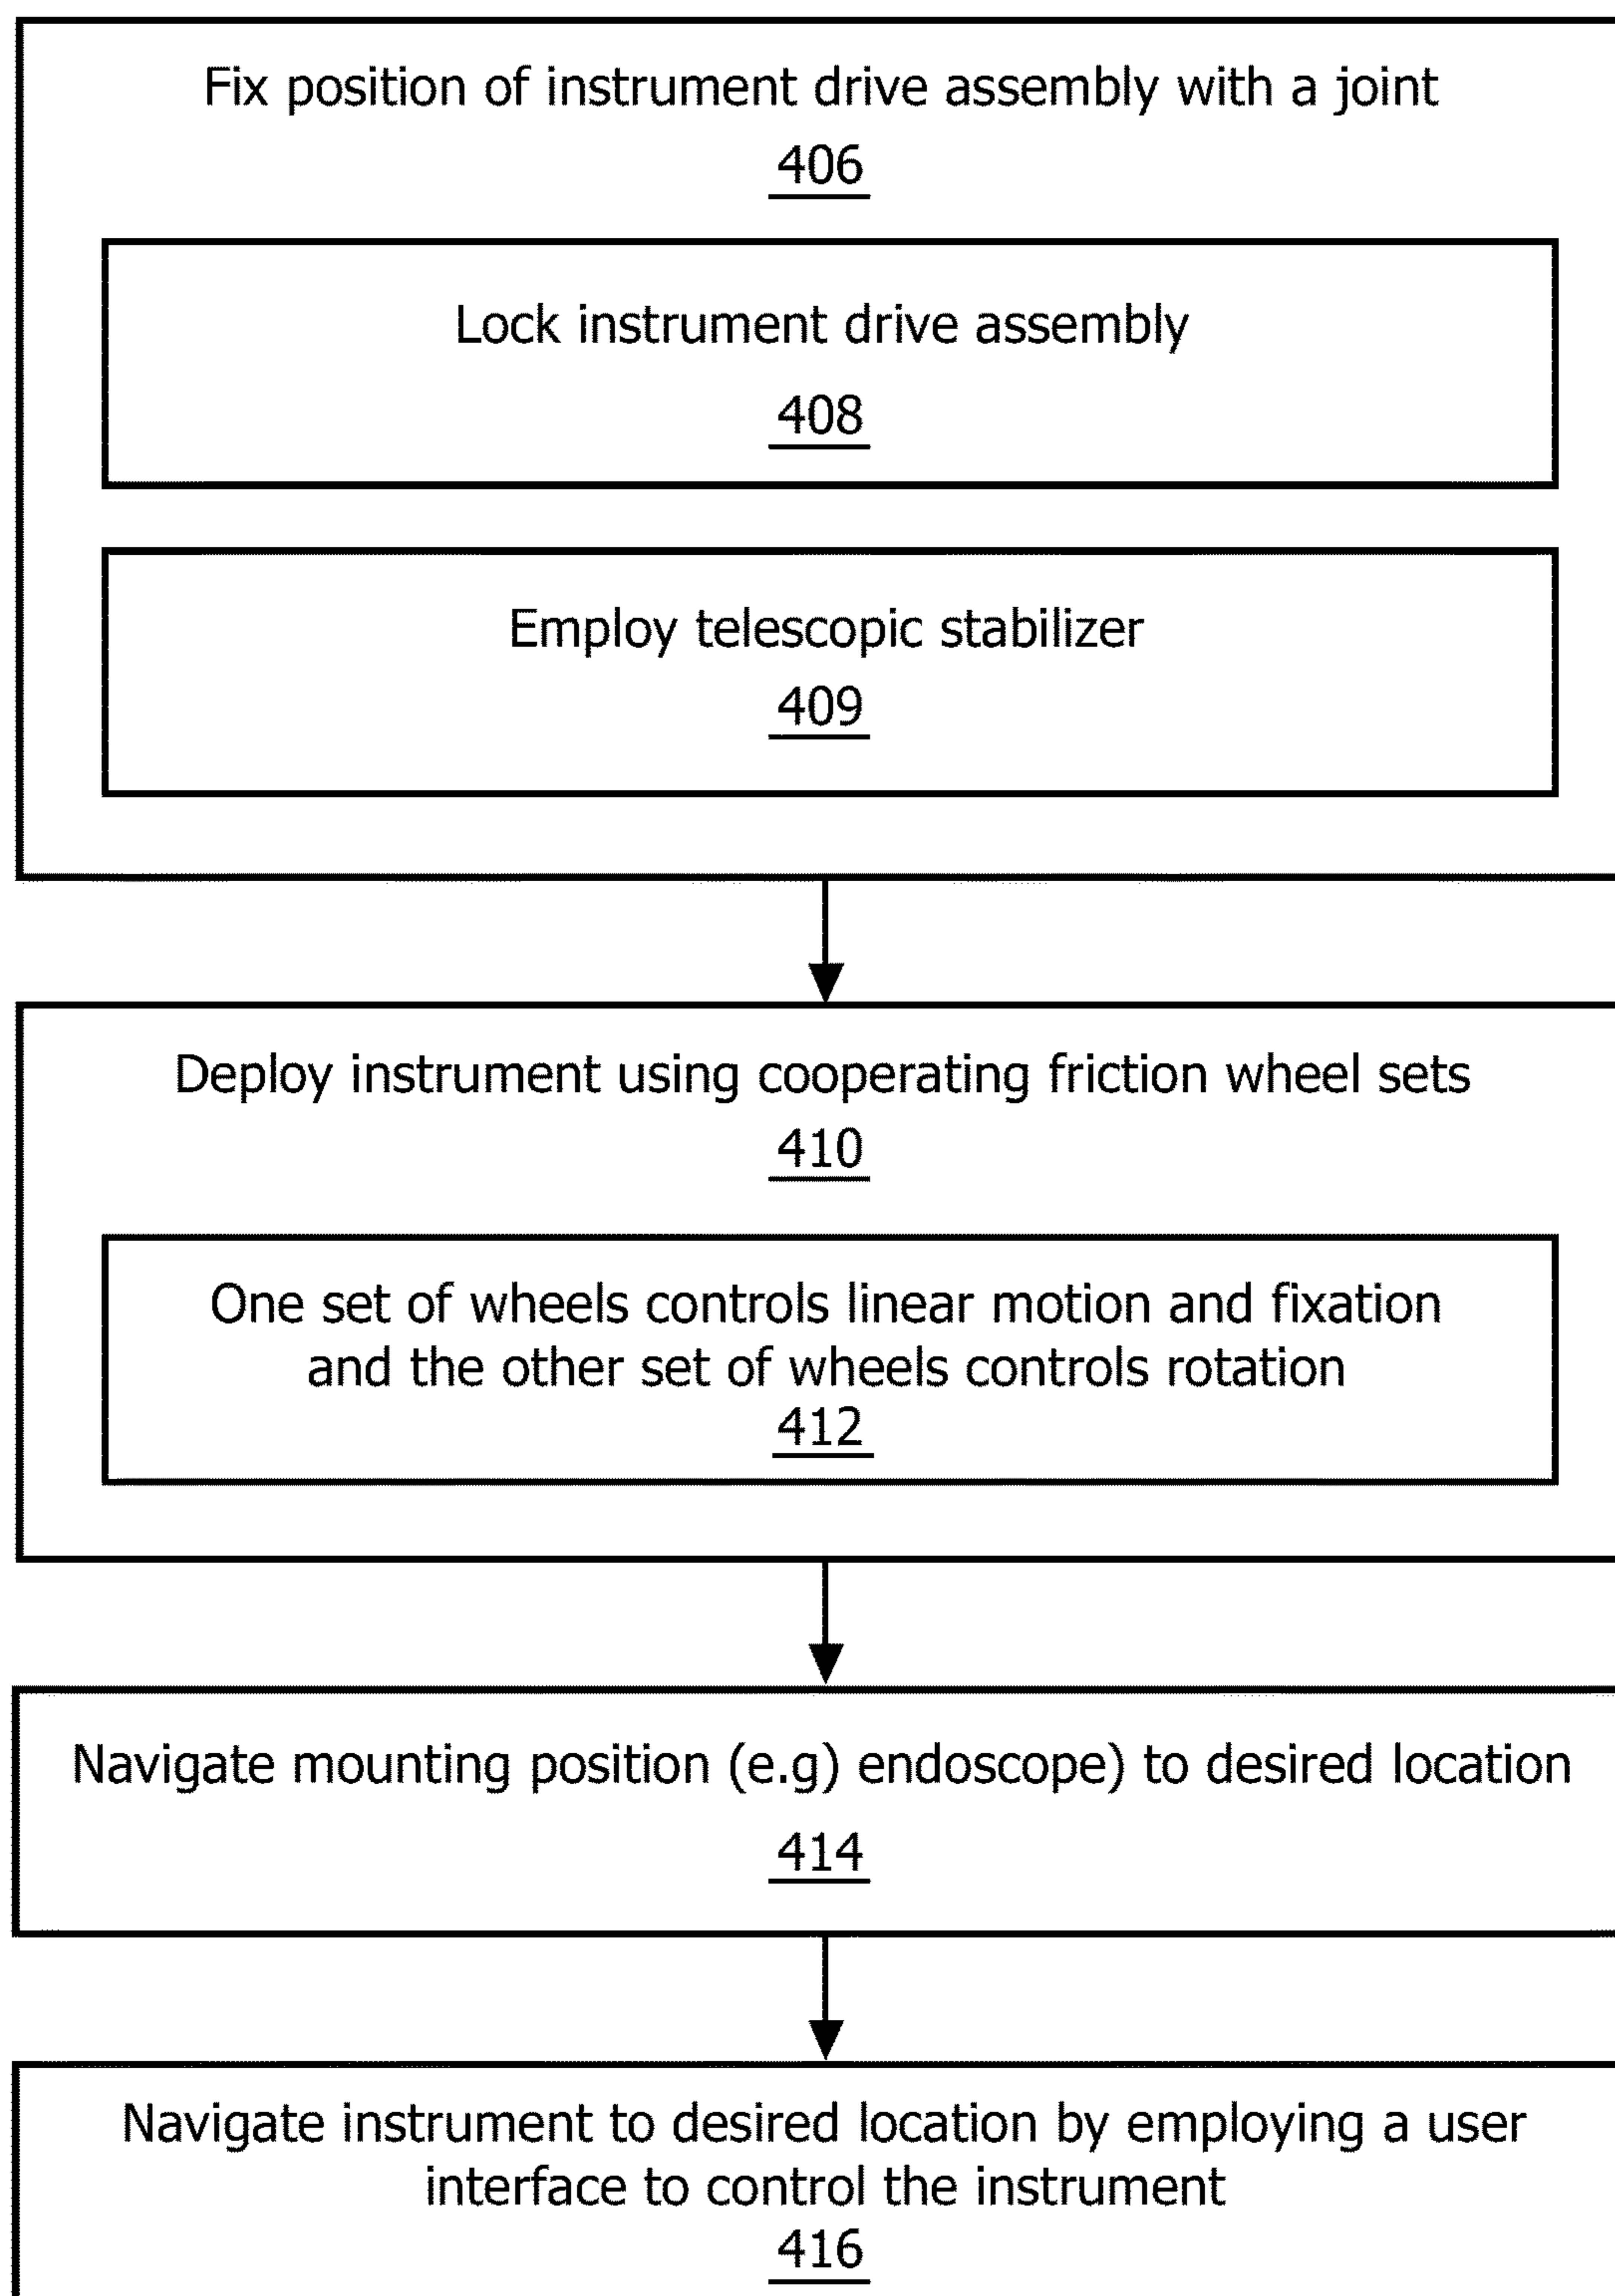 Fix position of instrument drive assembly with a joint
406
Lock instrument drive assembly
408
Employ telescopic stabilizer
409
Deploy instrument using cooperating friction wheel sets
410
One set of wheels controls linear motion and fixation
and the other set of wheels controls rotation
412
Navigate mounting position (e.g) endoscope) to desired location
414
Navigate instrument to desired location by employing a user
interface to control the instrument
416